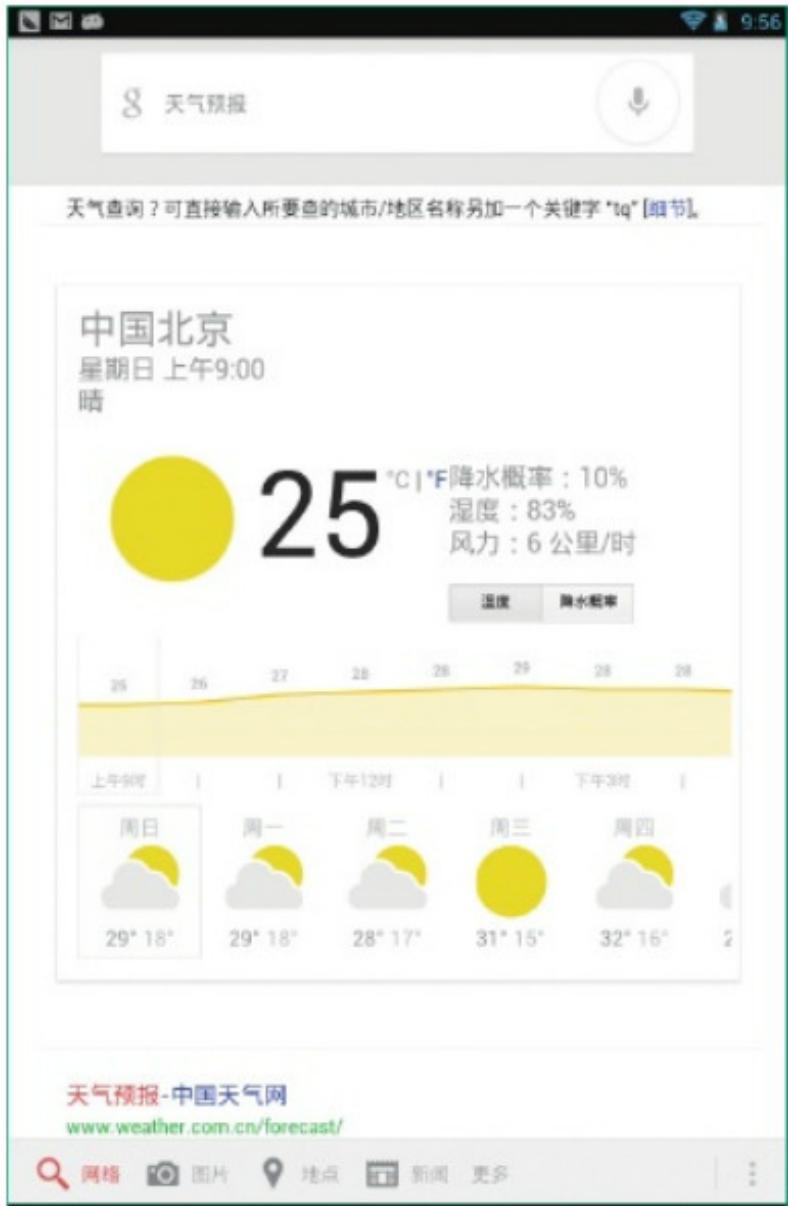 9:56
g 天气预报
天气查询？可直接输入所要查的城市/地区名称另加一个关键字 “tq” [细节]。
中国北京
星期日 上午9:00
晴
25 °C | °F 降水概率：10%
湿度：83%
风力：6 公里/时
温度 降水概率
25 26 27 28 28 29 28 28
上午9时 | | 下午12时 | | 下午3时 |
周日 周一 周二 周三 周四
29° 18° 29° 18° 28° 17° 31° 15° 32° 16° 2
天气预报-中国天气网
www.weather.com.cn/forecast/
网络 图片 地点 新闻 更多